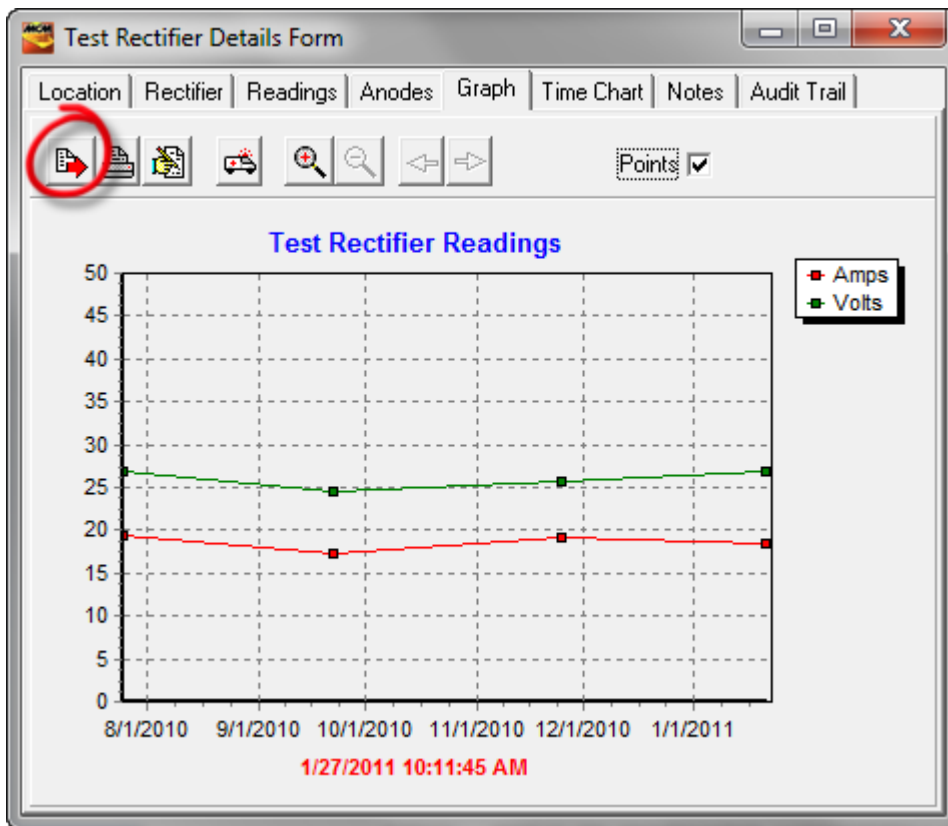 MCM
Test Rectifier Details Form
Location Rectifier Readings Anodes Graph Time Chart Notes Audit Trail
Points
Test Rectifier Readings
Amps
Volts
50
45
40
35
30
25
20
15
10
5
0
8/1/2010 9/1/2010 10/1/2010 11/1/2010 12/1/2010 1/1/2011
1/27/2011 10:11:45 AM